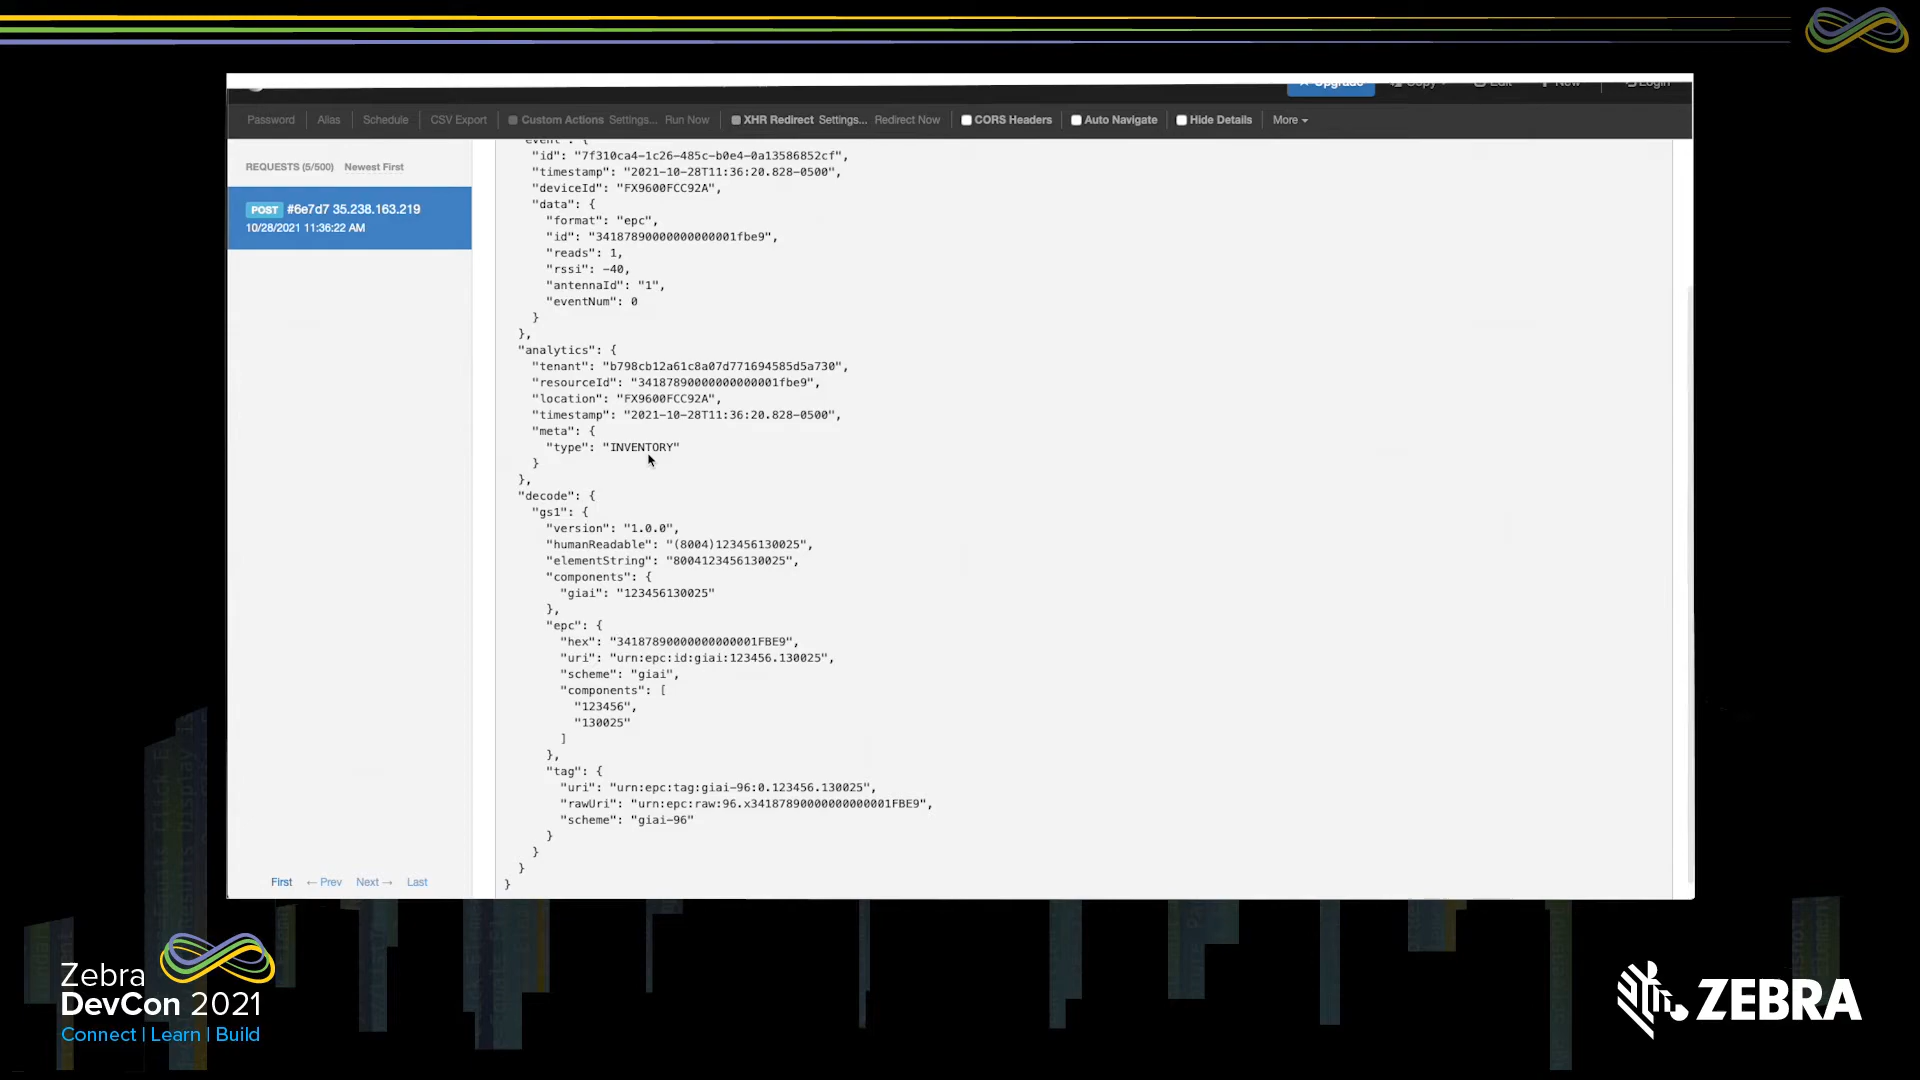 Upgrade Copy Edit New Login
Password Alias Schedule CSV Export Custom Actions Settings... Run Now XHR Redirect Settings... Redirect Now CORS Headers Auto Navigate Hide Details More
REQUESTS (5/500) Newest First
POST #6e7d7 35.238.163.219
10/28/2021 11:36:22 AM
"event": {
"id": "7f310ca4-1c26-485c-b0e4-0a13586852cf",
"timestamp": "2021-10-28T11:36:20.828-0500",
"deviceId": "FX9600FCC92A",
"data": {
"format": "epc",
"id": "34187890000000000001fbe9",
"reads": 1,
"rssi": -40,
"antennaId": "1",
"eventNum": 0
}
},
"analytics": {
"tenant": "b798cb12a61c8a07d771694585d5a730",
"resourceId": "34187890000000000001fbe9",
"location": "FX9600FCC92A",
"timestamp": "2021-10-28T11:36:20.828-0500",
"meta": {
"type": "INVENTORY"
}
},
"decode": {
"gs1": {
"version": "1.0.0",
"humanReadable": "(8004)123456130025",
"elementString": "8004123456130025",
"components": {
"giai": "123456130025"
},
"epc": {
"hex": "34187890000000000001FBE9",
"uri": "urn:epc:id:giai:123456.130025",
"scheme": "giai",
"components": [
"123456",
"130025"
]
},
"tag": {
"uri": "urn:epc:tag:giai-96:0.123456.130025",
"rawUri": "urn:epc:raw:96.x34187890000000000001FBE9",
"scheme": "giai-96"
}
}
}
}
First ← Prev Next → Last
Zebra
DevCon 2021
Connect | Learn | Build
ZEBRA